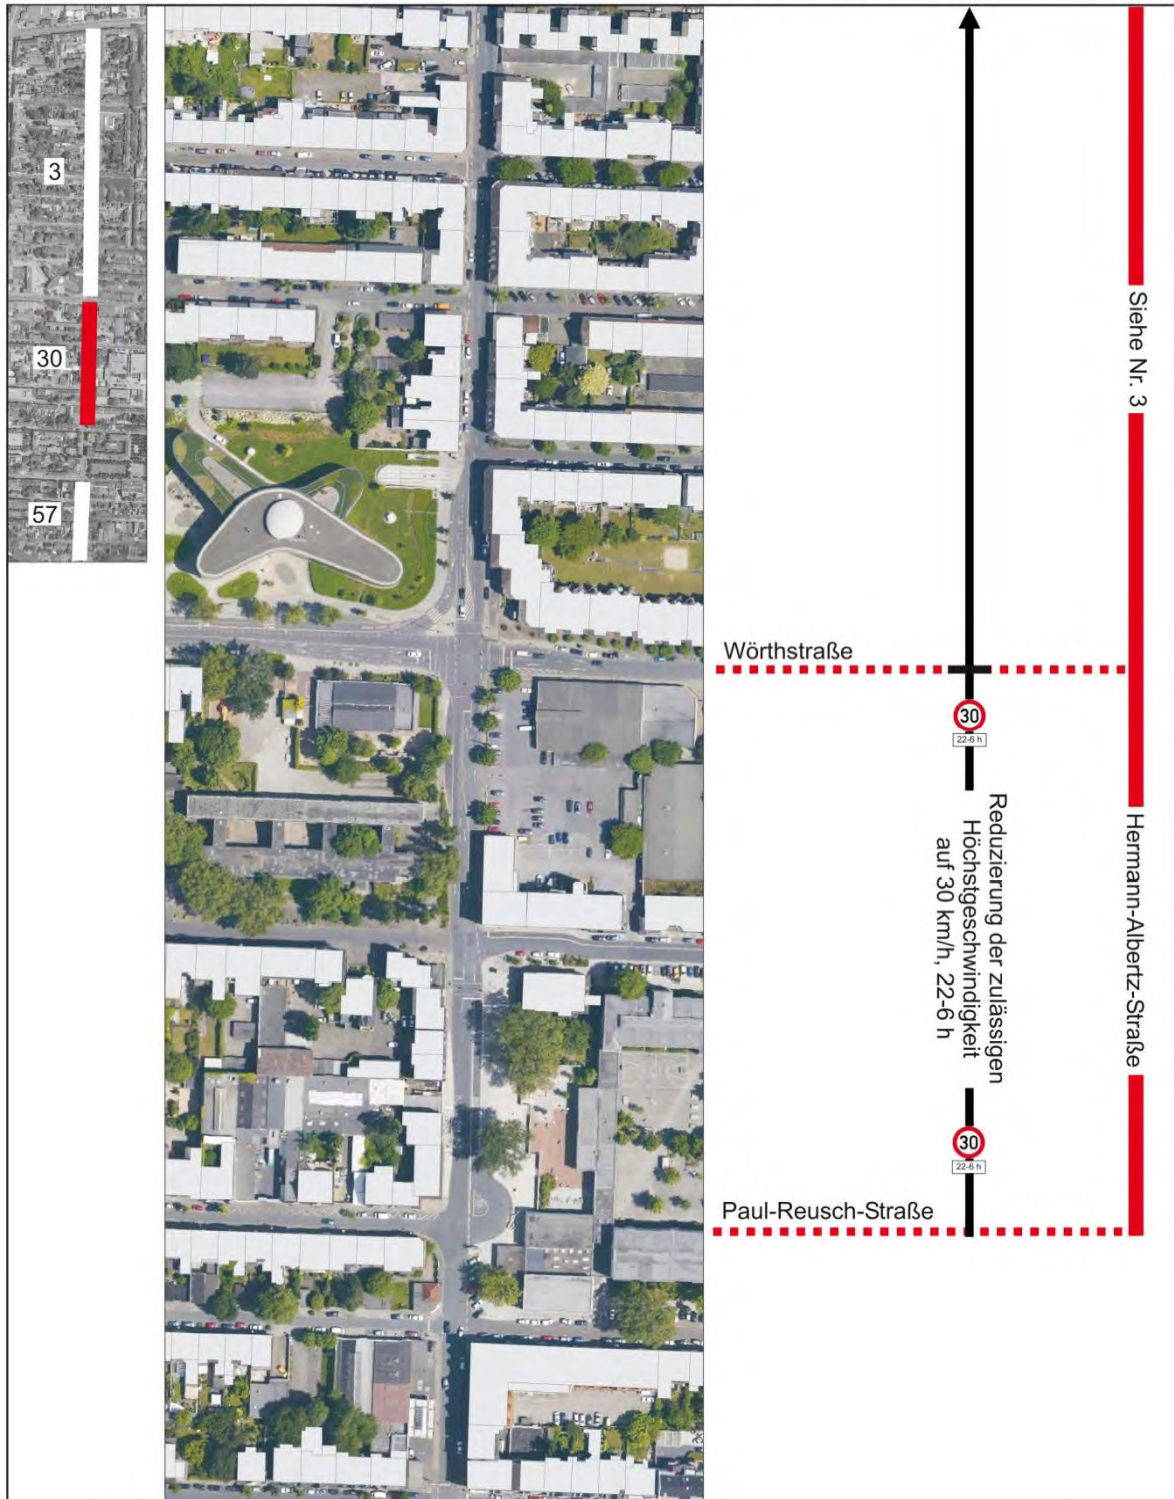 3
30
57
Siehe Nr. 3
Wörthstraße
30
22-6 h
Reduzierung der zulässigen
Höchstgeschwindigkeit
auf 30 km/h, 22-6 h
Hermann-Albertz-Straße
30
22-6 h
Paul-Reusch-Straße